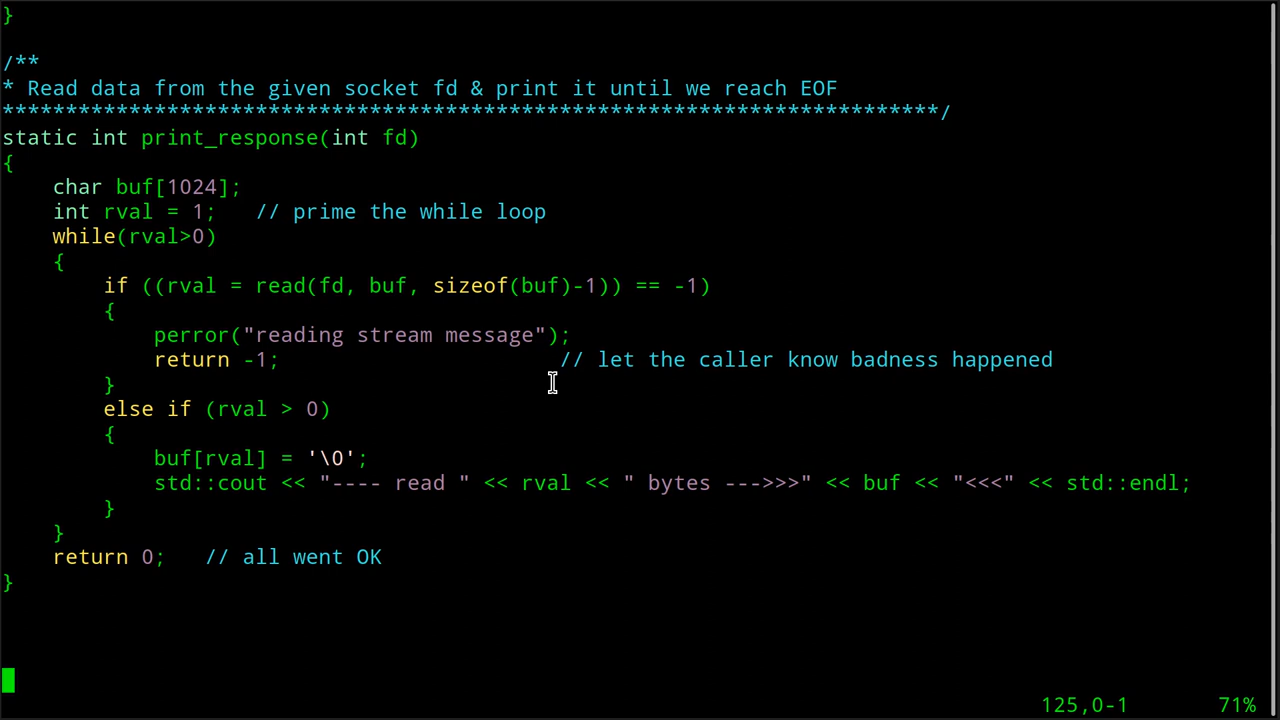 }
/**
* Read data from the given socket fd & print it until we reach EOF
**************************************************************************/
static int print_response(int fd)
{
    char buf[1024];
    int rval = 1;   // prime the while loop
    while(rval>0)
    {
        if ((rval = read(fd, buf, sizeof(buf)-1)) == -1)
        {
            perror("reading stream message");
            return -1;                      // let the caller know badness happened
        }
        else if (rval > 0)
        {
            buf[rval] = '\0';
            std::cout << "---- read " << rval << " bytes --->>>" << buf << "<<<" << std::endl;
        }
    }
    return 0;   // all went OK
}
125,0-1       71%